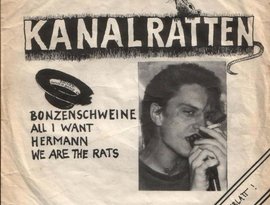 KANALRATTEN
BONZENSCHWEINE
ALL I WANT
HERMANN
WE ARE THE RATS